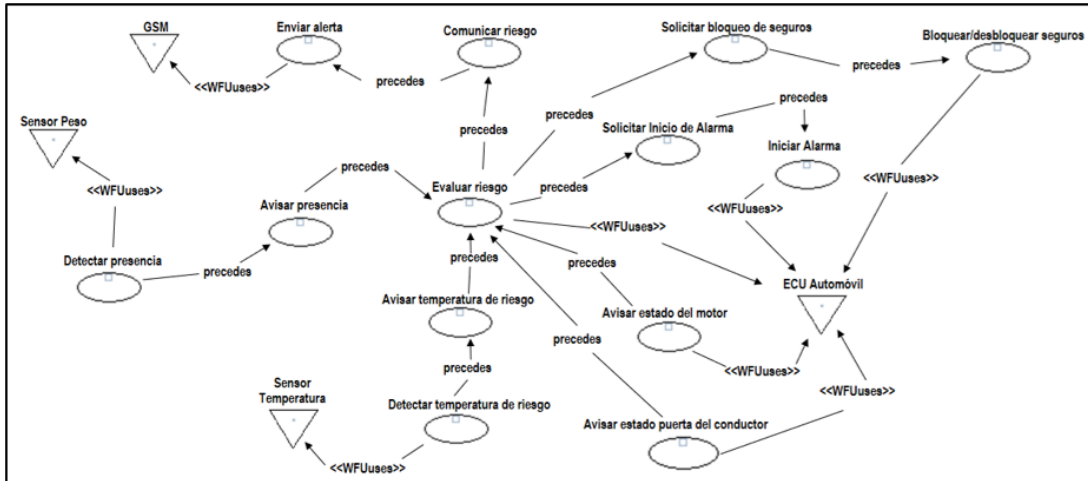 GSM
Enviar alerta
Comunicar riesgo
Solicitar bloqueo de seguros
Bloquear/desbloquear seguros
precedes
precedes
<<WFUuses>>
precedes
precedes
Sensor Peso
precedes
Solicitar Inicio de Alarma
Iniciar Alarma
precedes
Evaluar riesgo
precedes
<<WFUuses>>
<<WFUuses>>
Avisar presencia
<<WFUuses>>
<<WFUuses>>
Detectar presencia
precedes
precedes
precedes
ECU Automóvil
Avisar temperatura de riesgo
Avisar estado del motor
precedes
precedes
<<WFUuses>>
Sensor
Temperatura
Detectar temperatura de riesgo
<<WFUuses>>
Avisar estado puerta del conductor
<<WFUuses>>